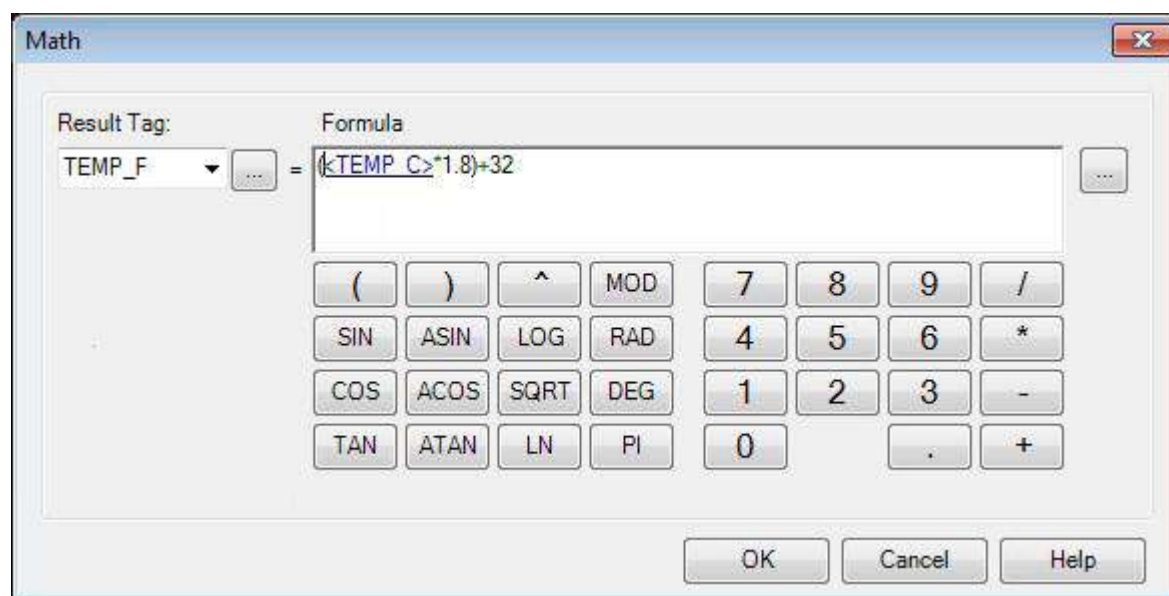 Math
Result Tag: Formula
TEMP_F ... = (<TEMP_C>*1.8)+32 ...
( ) ^ MOD 7 8 9 /
SIN ASIN LOG RAD 4 5 6 *
COS ACOS SQRT DEG 1 2 3 -
TAN ATAN LN PI 0 . +
OK Cancel Help